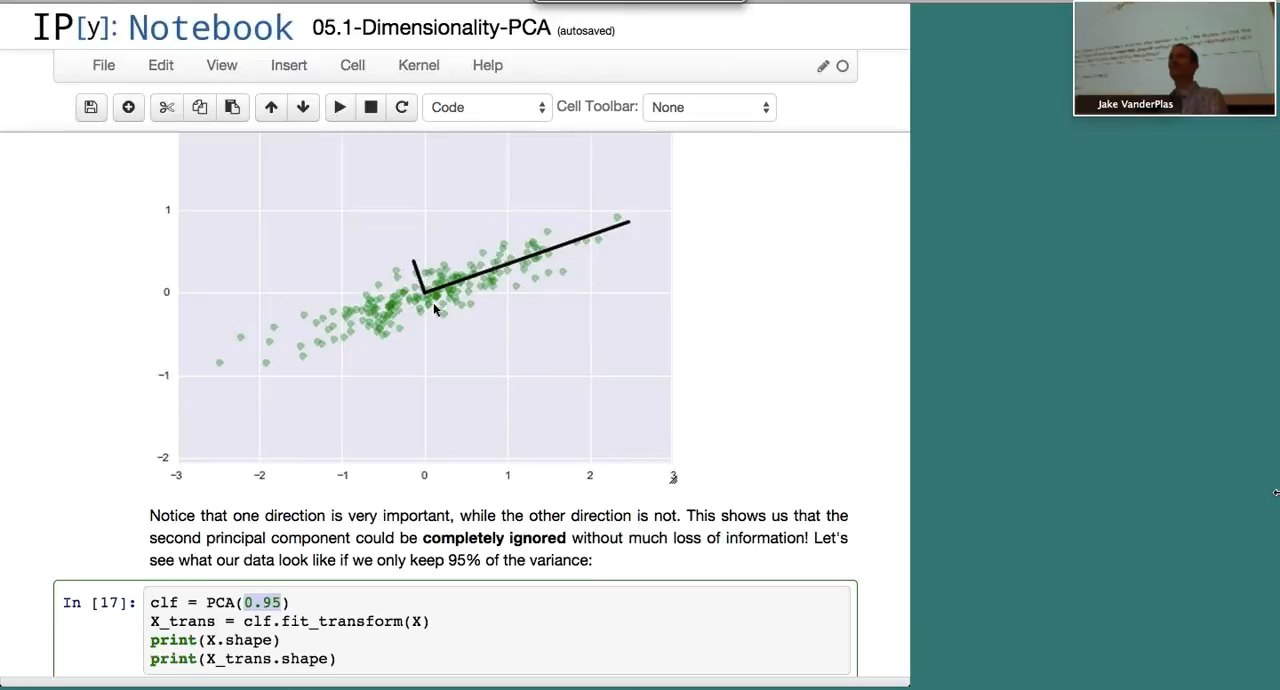 IP[y]: Notebook 05.1-Dimensionality-PCA (autosaved)
File Edit View Insert Cell Kernel Help
Code Cell Toolbar: None
Jake VanderPlas
1
0
−1
−2
−3 −2 −1 0 1 2 3
Notice that one direction is very important, while the other direction is not. This shows us that the
second principal component could be completely ignored without much loss of information! Let's
see what our data look like if we only keep 95% of the variance:
In [17]: clf = PCA(0.95)
X_trans = clf.fit_transform(X)
print(X.shape)
print(X_trans.shape)